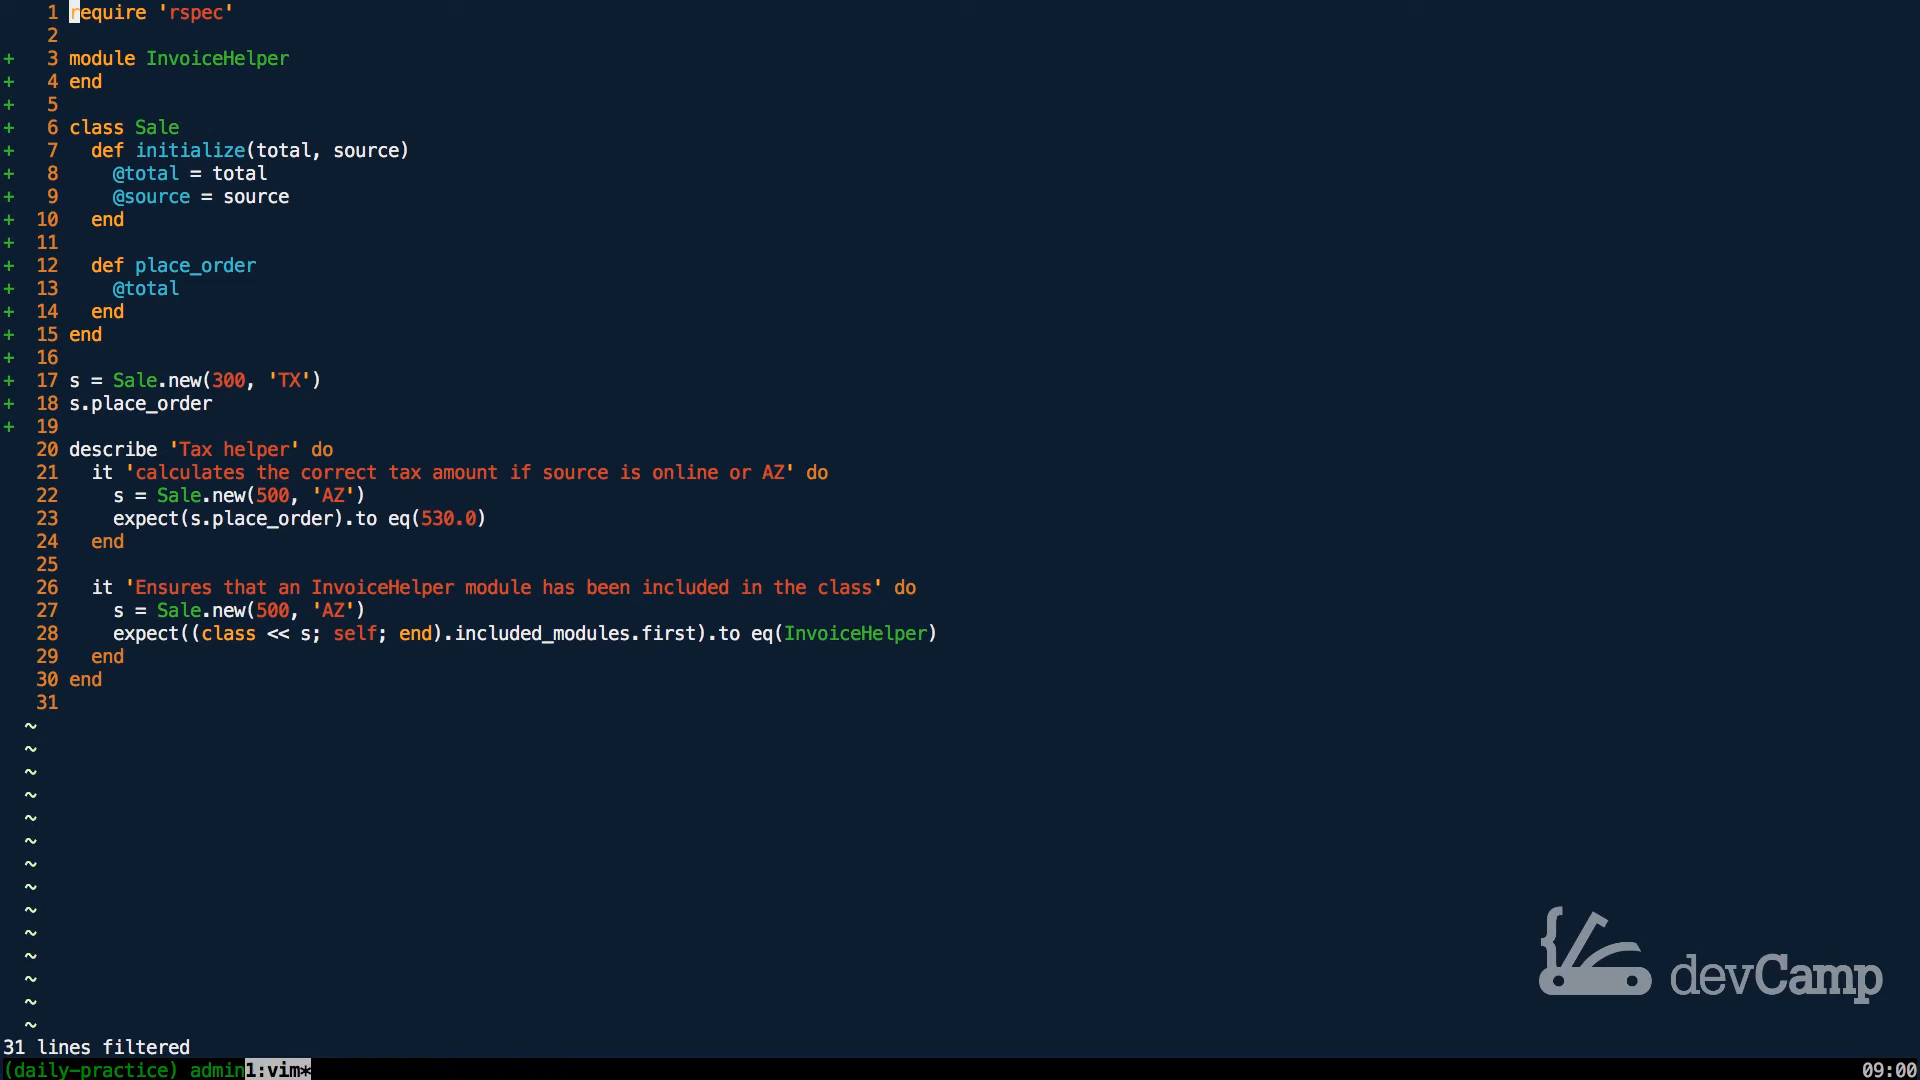 1 require 'rspec'
2
+ 3 module InvoiceHelper
+ 4 end
+ 5
+ 6 class Sale
+ 7   def initialize(total, source)
+ 8     @total = total
+ 9     @source = source
+ 10   end
+ 11
+ 12   def place_order
+ 13     @total
+ 14   end
+ 15 end
+ 16
+ 17 s = Sale.new(300, 'TX')
+ 18 s.place_order
+ 19
20 describe 'Tax helper' do
21   it 'calculates the correct tax amount if source is online or AZ' do
22     s = Sale.new(500, 'AZ')
23     expect(s.place_order).to eq(530.0)
24   end
25
26   it 'Ensures that an InvoiceHelper module has been included in the class' do
27     s = Sale.new(500, 'AZ')
28     expect((class << s; self; end).included_modules.first).to eq(InvoiceHelper)
29   end
30 end
31
~
~
~
~
~
~
~
~
~
~
~
~
~
~
devCamp
31 lines filtered
(daily-practice) admin 1:vim* 09:00